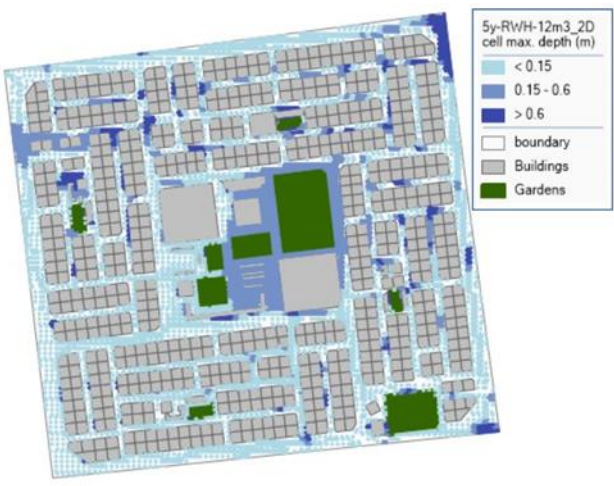 5y-RWH-12m3_2D
cell max. depth (m)
< 0.15
0.15 - 0.6
> 0.6
boundary
Buildings
Gardens